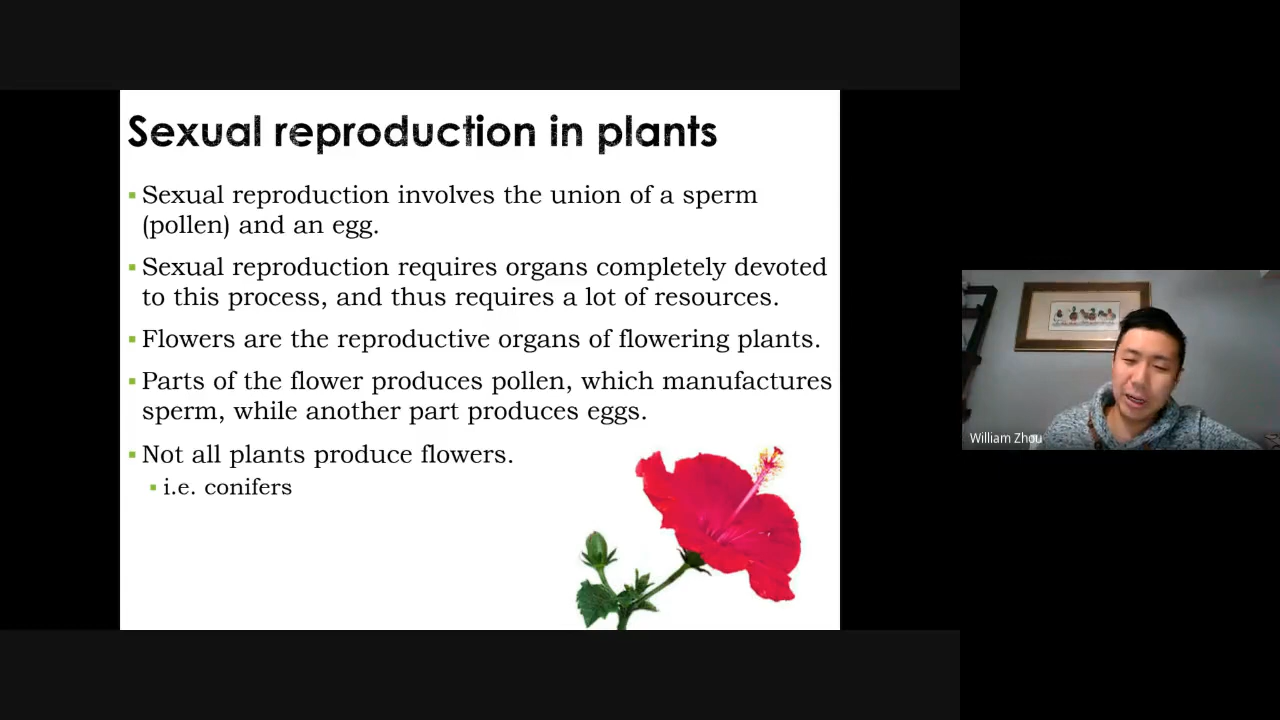 Sexual reproduction in plants
Sexual reproduction involves the union of a sperm
(pollen) and an egg.
Sexual reproduction requires organs completely devoted
to this process, and thus requires a lot of resources.
Flowers are the reproductive organs of flowering plants.
Parts of the flower produces pollen, which manufactures
sperm, while another part produces eggs.
Not all plants produce flowers.
i.e. conifers
William Zhou